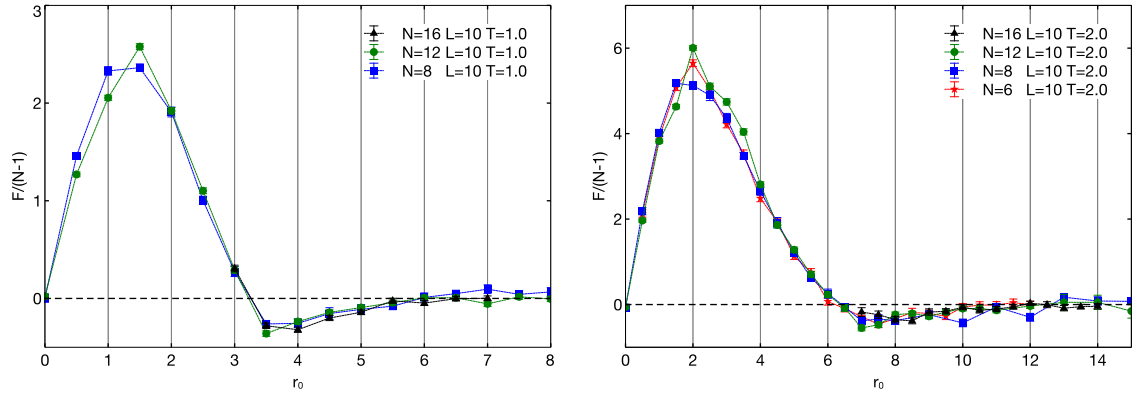 3
2
1
0
F/(N-1)
N=16 L=10 T=1.0
N=12 L=10 T=1.0
N=8 L=10 T=1.0
0 1 2 3 4 5 6 7 8
r₀
6
4
2
0
F/(N-1)
N=16 L=10 T=2.0
N=12 L=10 T=2.0
N=8 L=10 T=2.0
N=6 L=10 T=2.0
0 2 4 6 8 10 12 14
r₀